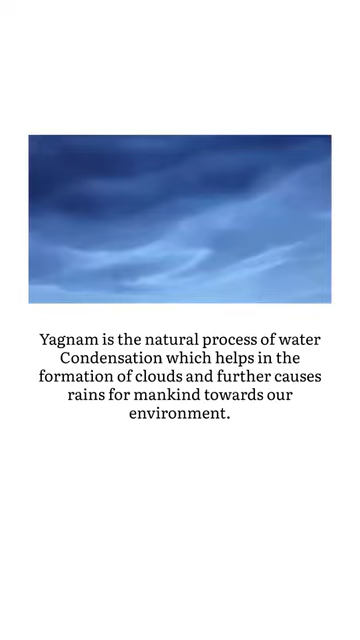 Yagnam is the natural process of water
Condensation which helps in the
formation of clouds and further causes
rains for mankind towards our
environment.